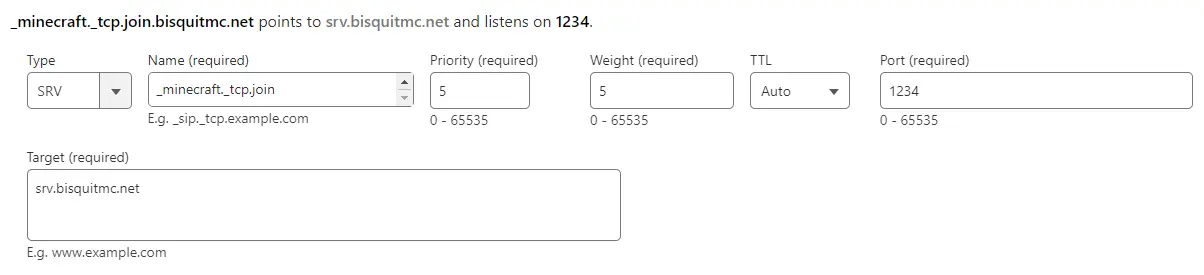 _minecraft._tcp.join.bisquitmc.net points to srv.bisquitmc.net and listens on 1234.
Type Name (required) Priority (required) Weight (required) TTL Port (required)
SRV _minecraft._tcp.join 5 5 Auto 1234
E.g. _sip._tcp.example.com 0 - 65535 0 - 65535 0 - 65535
Target (required)
srv.bisquitmc.net
E.g. www.example.com